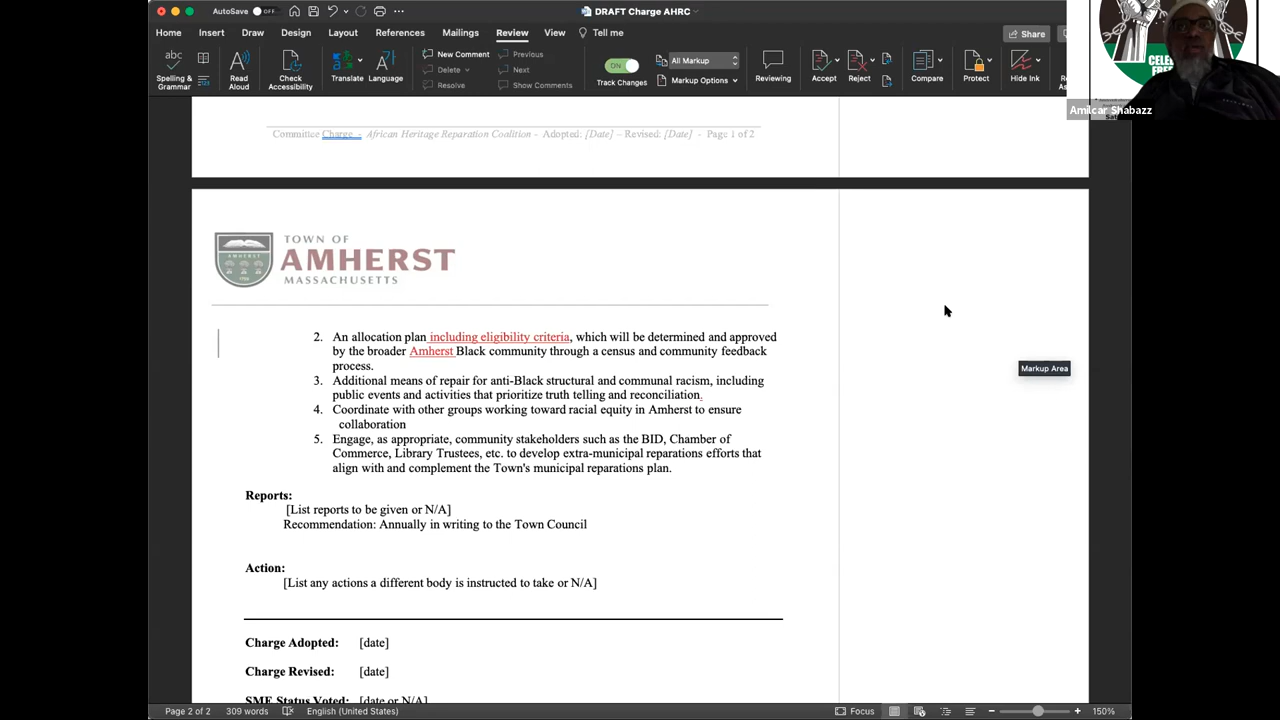 AutoSave OFF DRAFT Charge AHRC
Home Insert Draw Design Layout References Mailings Review View Tell me Share
Spelling & Grammar Read Aloud Check Accessibility Translate Language
New Comment Delete Resolve Previous Next Show Comments
ON Track Changes All Markup Markup Options Reviewing Accept Reject Compare Protect Hide Ink
CELE
FRE
Amilcar Shabazz
Committee Charge - African Heritage Reparation Coalition - Adopted: [Date] – Revised: [Date] - Page 1 of 2
TOWN OF
AMHERST
MASSACHUSETTS
AMHERST
2. An allocation plan including eligibility criteria, which will be determined and approved
by the broader Amherst Black community through a census and community feedback
process.
3. Additional means of repair for anti-Black structural and communal racism, including
public events and activities that prioritize truth telling and reconciliation.
4. Coordinate with other groups working toward racial equity in Amherst to ensure
collaboration
5. Engage, as appropriate, community stakeholders such as the BID, Chamber of
Commerce, Library Trustees, etc. to develop extra-municipal reparations efforts that
align with and complement the Town's municipal reparations plan.
Markup Area
Reports:
[List reports to be given or N/A]
Recommendation: Annually in writing to the Town Council
Action:
[List any actions a different body is instructed to take or N/A]
Charge Adopted: [date]
Charge Revised: [date]
SME Status Voted: [date or N/A]
Page 2 of 2 309 words English (United States) Focus 150%